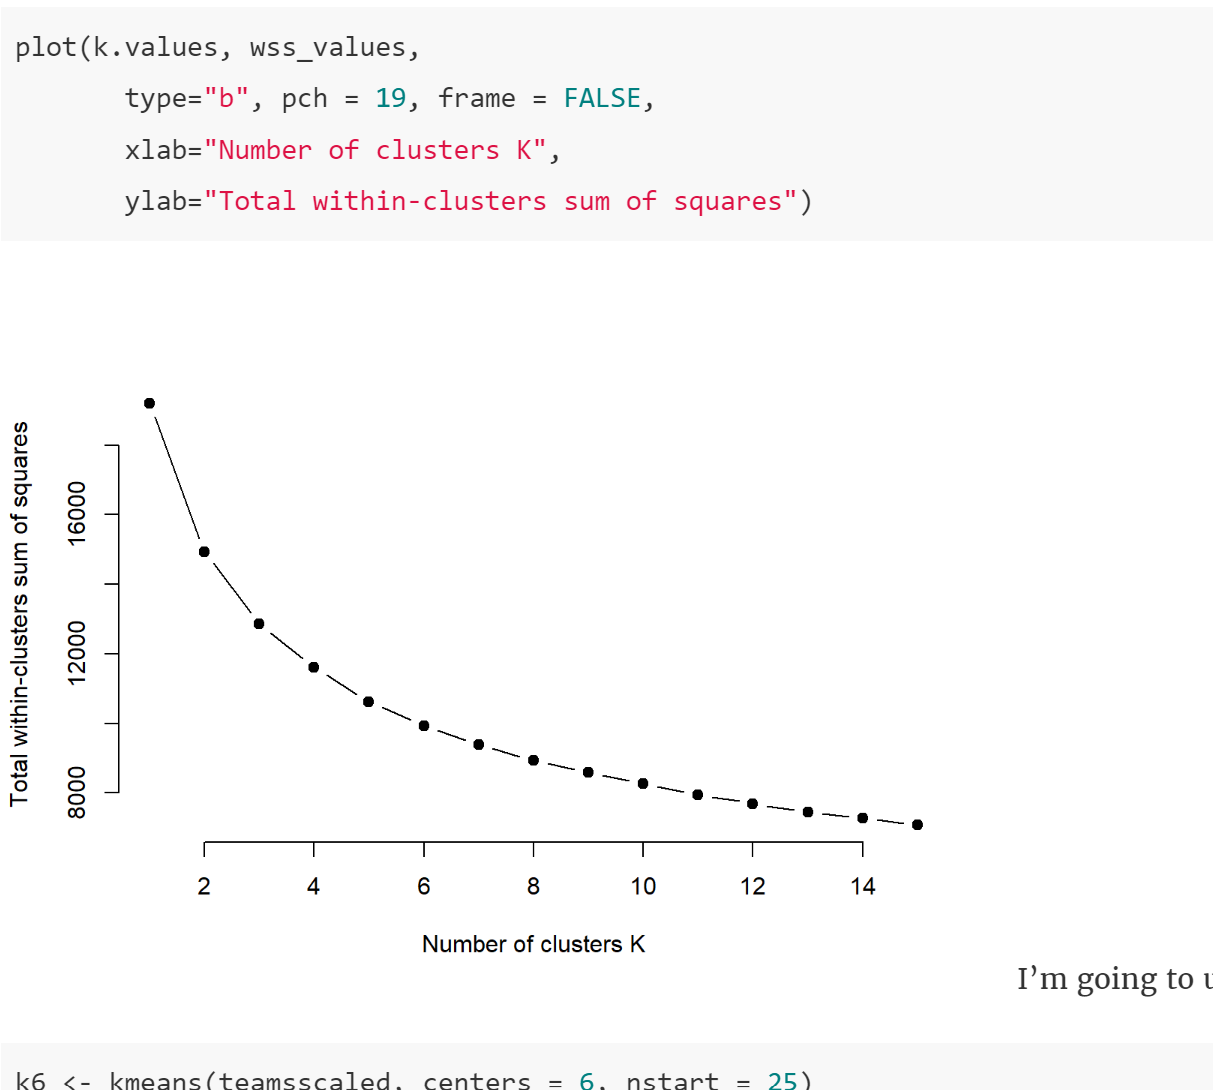 plot(k.values, wss_values,
type="b", pch = 19, frame = FALSE,
xlab="Number of clusters K",
ylab="Total within-clusters sum of squares")
Total within-clusters sum of squares
16000
12000
8000
2 4 6 8 10 12 14
Number of clusters K
I’m going to
k6 <- kmeans(teamsscaled, centers = 6, nstart = 25)